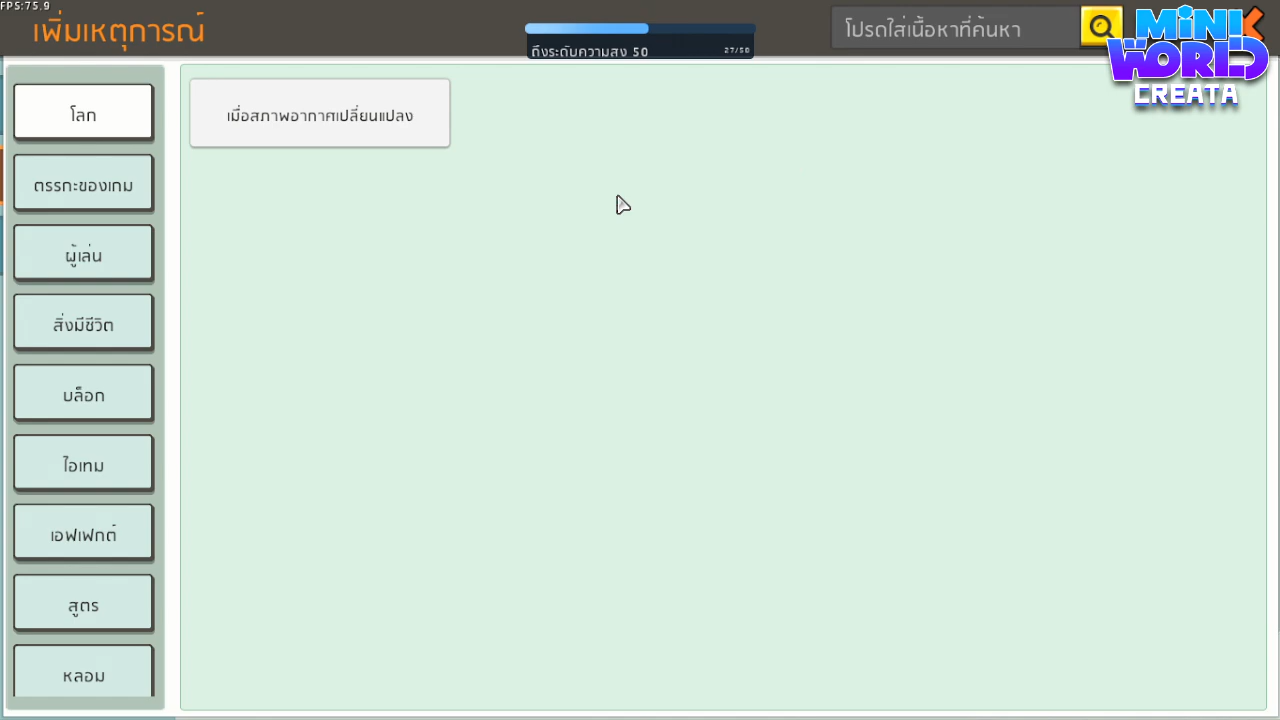 FPS:75.9
เพิ่มเหตุการณ์
ถึงระดับความสูง 50
27/50
โปรดใส่เนื้อหาที่ค้นหา
MINI
WORLD
CREATA
โลก
เมื่อสภาพอากาศเปลี่ยนแปลง
ตรรกะของเกม
ผู้เล่น
สิ่งมีชีวิต
บล็อก
ไอเทม
เอฟเฟกต์
สูตร
หลอม